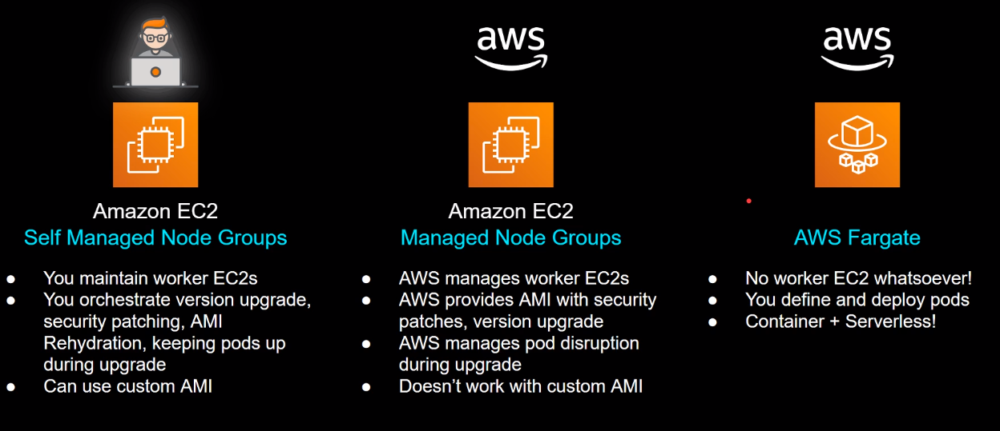 aws
aws
Amazon EC2
Self Managed Node Groups
● You maintain worker EC2s
● You orchestrate version upgrade,
security patching, AMI
Rehydration, keeping pods up
during upgrade
● Can use custom AMI
Amazon EC2
Managed Node Groups
● AWS manages worker EC2s
● AWS provides AMI with security
patches, version upgrade
● AWS manages pod disruption
during upgrade
● Doesn’t work with custom AMI
AWS Fargate
● No worker EC2 whatsoever!
● You define and deploy pods
● Container + Serverless!